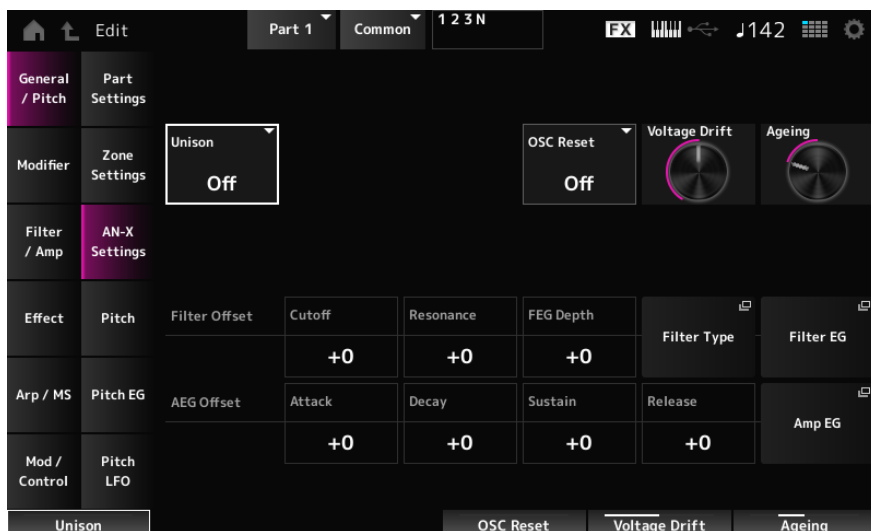 Edit
Part 1
Common
1 2 3 N
FX
♩142
General / Pitch
Part Settings
Modifier
Zone Settings
Filter / Amp
AN-X Settings
Effect
Pitch
Arp / MS
Pitch EG
Mod / Control
Pitch LFO
Unison
Off
OSC Reset
Off
Voltage Drift
Ageing
Filter Offset
Cutoff
+0
Resonance
+0
FEG Depth
+0
Filter Type
Filter EG
AEG Offset
Attack
+0
Decay
+0
Sustain
+0
Release
+0
Amp EG
Unison
OSC Reset
Voltage Drift
Ageing